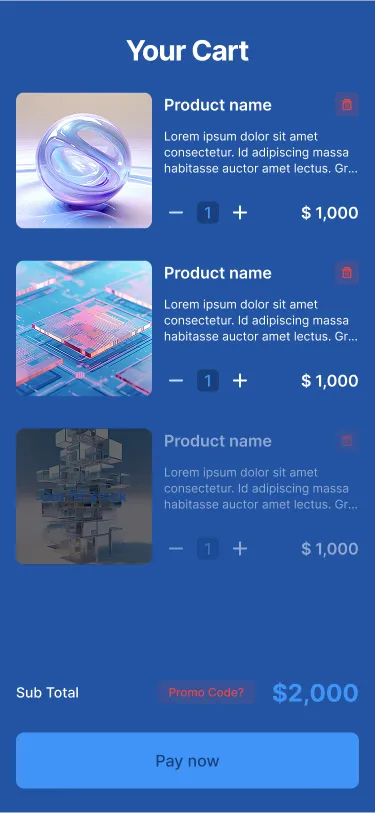 Your Cart
Product name
Lorem ipsum dolor sit amet
consectetur. Id adipiscing massa
habitasse auctor amet lectus. Gr...
1
$ 1,000
Product name
Lorem ipsum dolor sit amet
consectetur. Id adipiscing massa
habitasse auctor amet lectus. Gr...
1
$ 1,000
Product name
Lorem ipsum dolor sit amet
consectetur. Id adipiscing massa
habitasse auctor amet lectus. Gr...
1
$ 1,000
Sub Total
Promo Code?
$2,000
Pay now